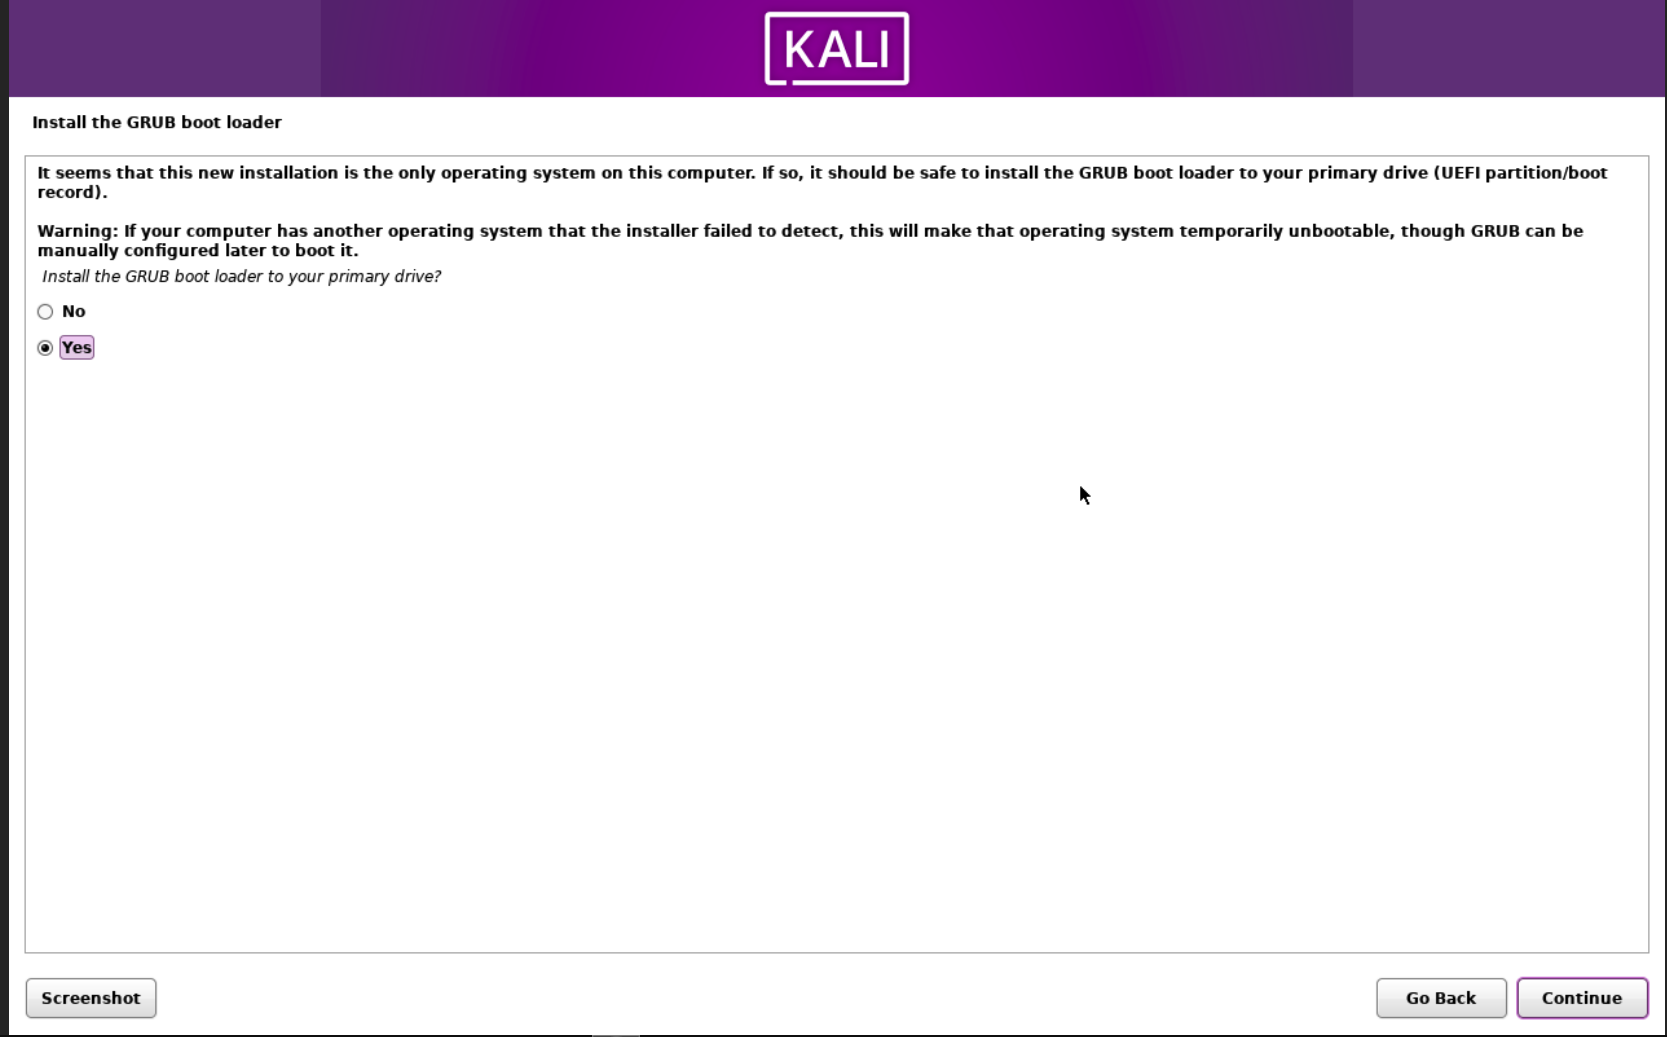 KALI
Install the GRUB boot loader
It seems that this new installation is the only operating system on this computer. If so, it should be safe to install the GRUB boot loader to your primary drive (UEFI partition/boot
record).
Warning: If your computer has another operating system that the installer failed to detect, this will make that operating system temporarily unbootable, though GRUB can be
manually configured later to boot it.
Install the GRUB boot loader to your primary drive?
No
Yes
Screenshot
Go Back
Continue